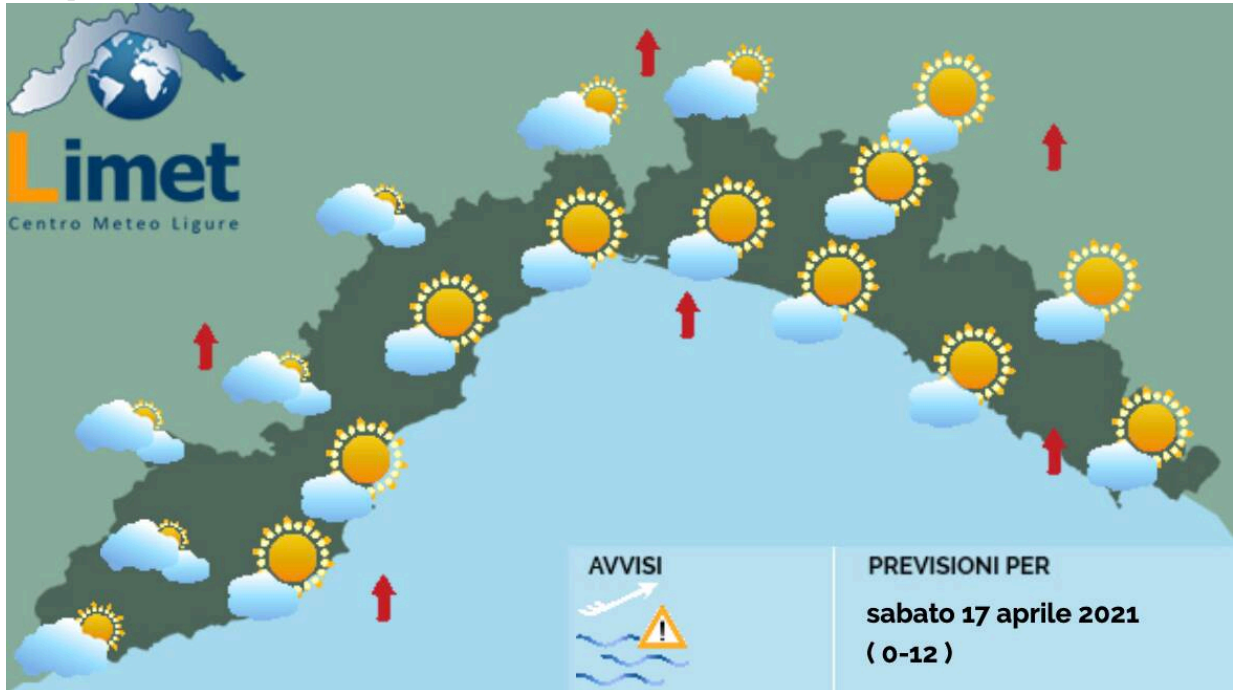 Limet
Centro Meteo Ligure
AVVISI
!
PREVISIONI PER
sabato 17 aprile 2021
( 0-12 )